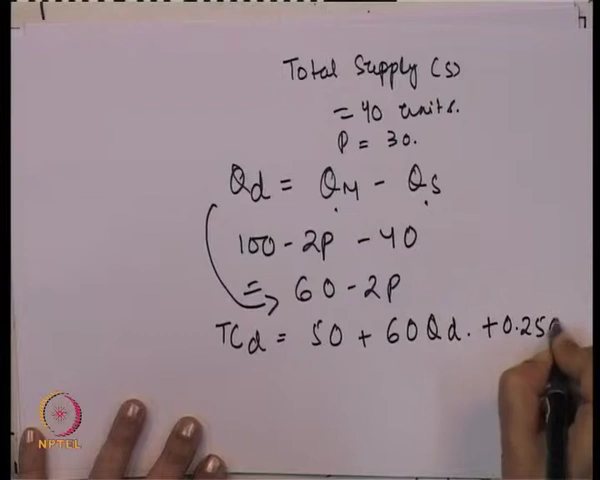 Total Supply (S)
= 40 units.
P = 30.
Qd = QM - QS
100 - 2P - 40
= 60 - 2P
TCd = 50 + 60Qd. + 0.25
NPTEL